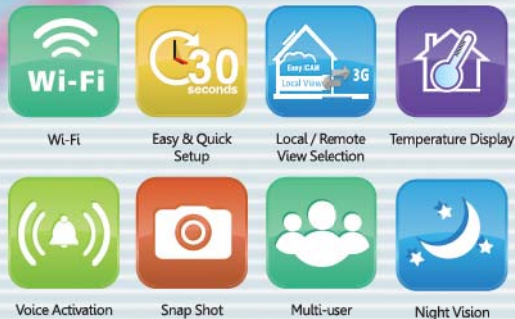 Wi-Fi
30
seconds
Easy iCAM
Local View
3G
Wi-Fi
Easy & Quick
Setup
Local / Remote
View Selection
Temperature Display
Voice Activation
Snap Shot
Multi-user
Night Vision